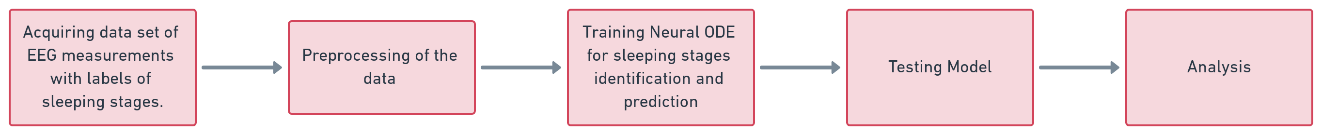 Acquiring data set of
EEG measurements
with labels of
sleeping stages.
Preprocessing of the
data
Training Neural ODE
for sleeping stages
identification and
prediction
Testing Model
Analysis